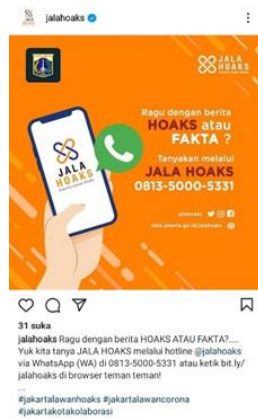 jalahoaks
JALA
HOAKS
Ragu dengan berita
HOAKS atau
FAKTA ?
Tanyakan melalui
JALA HOAKS
0813-5000-5331
JALA
HOAKS
jalahoaks
data.jakarta.go.id/jalahoaks
31 suka
jalahoaks Ragu dengan berita HOAKS ATAU FAKTA?....
Yuk kita tanya JALA HOAKS melalui hotline @jalahoaks
via WhatsApp (WA) di 0813-5000-5331 atau ketik bit.ly/
jalahoaks di browser teman teman!
...
#jakartalawanhoaks #jakartalawancorona
#jakartakotakolaborasi